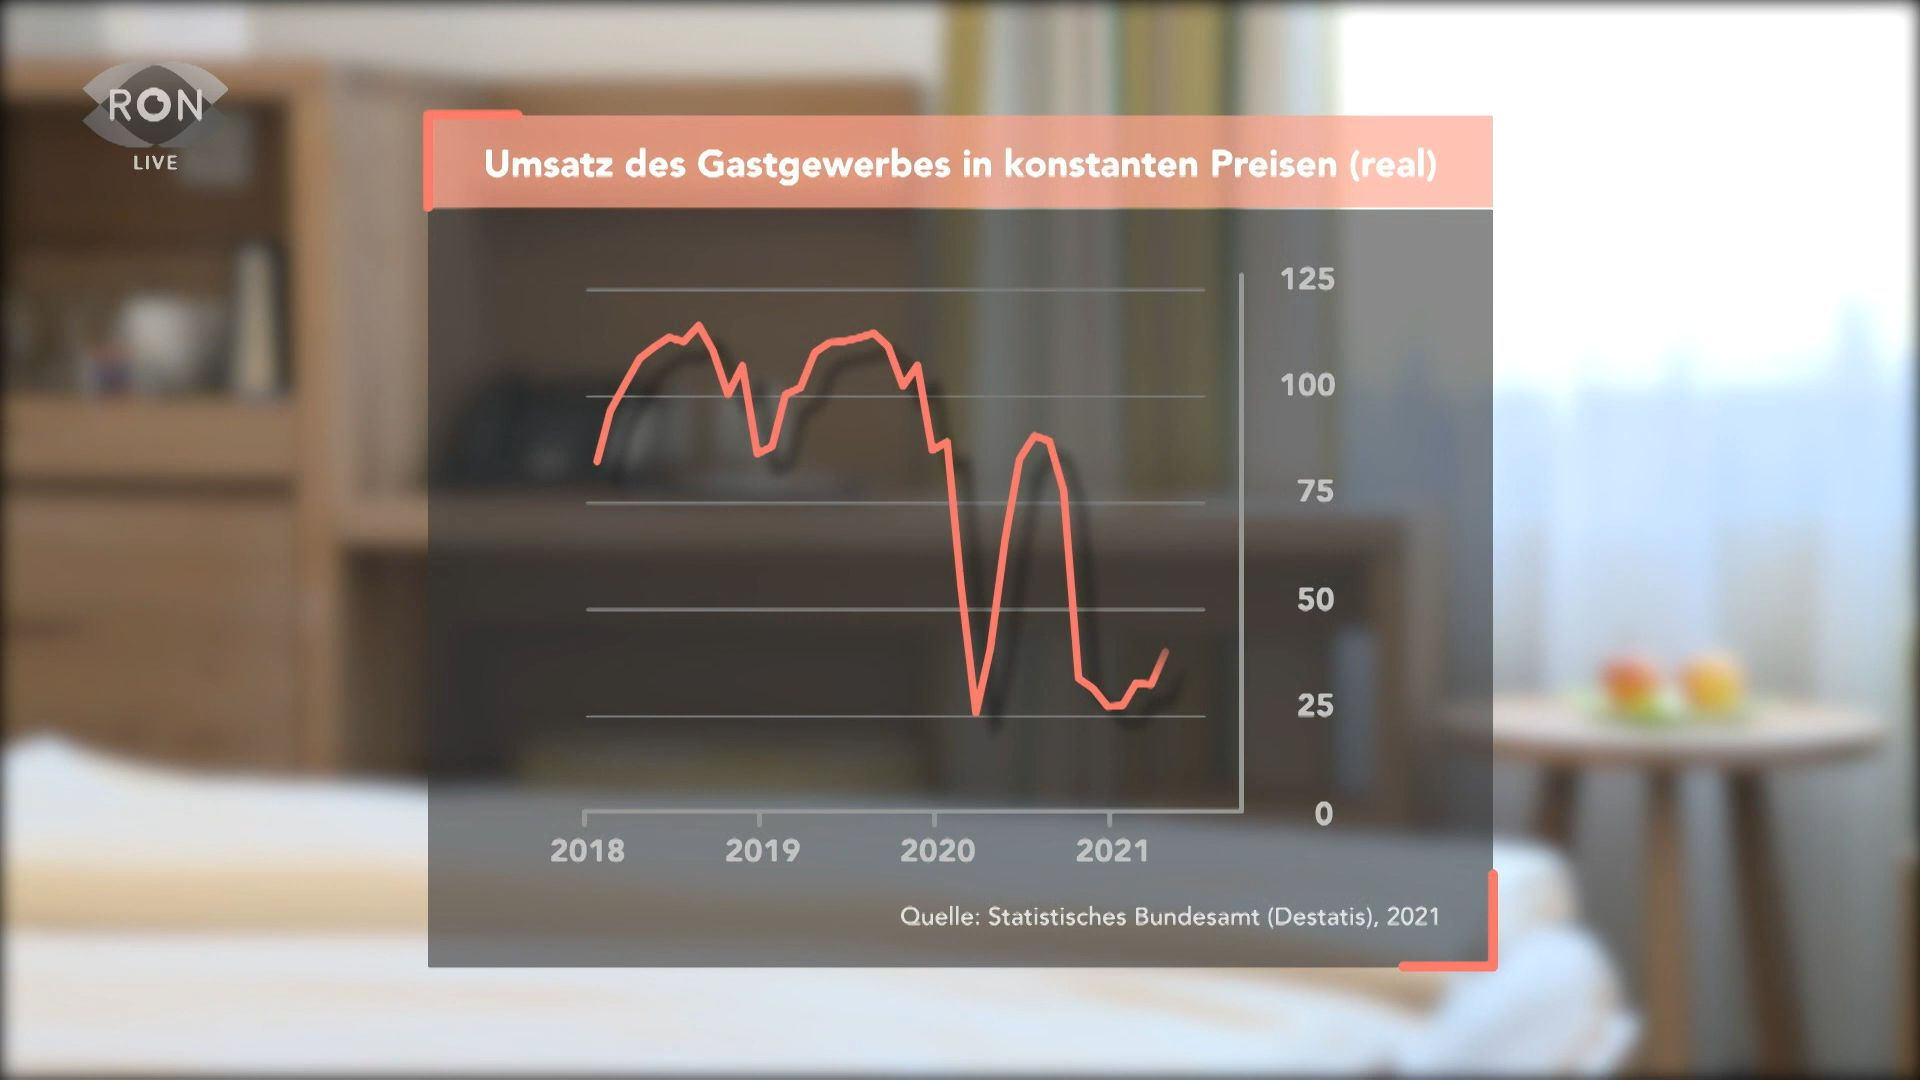 RON
LIVE
Umsatz des Gastgewerbes in konstanten Preisen (real)
125
100
75
50
25
0
2018 2019 2020 2021
Quelle: Statistisches Bundesamt (Destatis), 2021